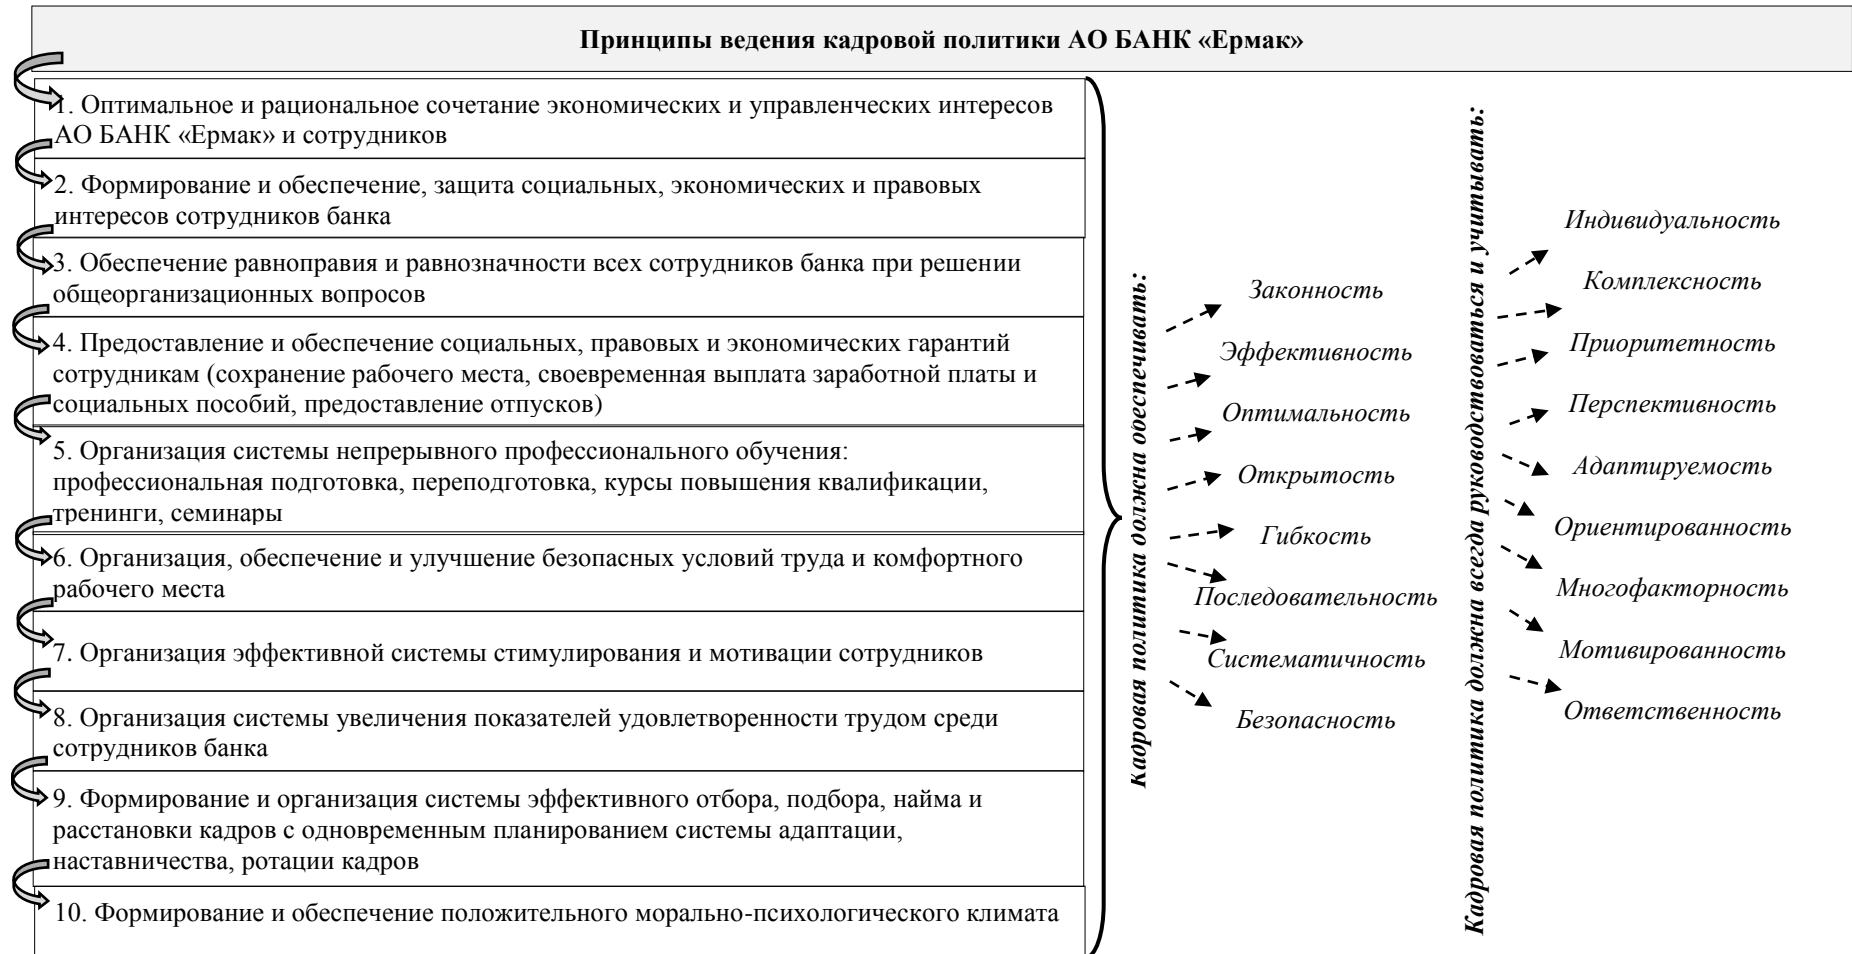 Принципы ведения кадровой политики АО БАНК «Ермак»
1. Оптимальное и рациональное сочетание экономических и управленческих интересов
АО БАНК «Ермак» и сотрудников
2. Формирование и обеспечение, защита социальных, экономических и правовых
интересов сотрудников банка
3. Обеспечение равноправия и равнозначности всех сотрудников банка при решении
общеорганизационных вопросов
4. Предоставление и обеспечение социальных, правовых и экономических гарантий
сотрудникам (сохранение рабочего места, своевременная выплата заработной платы и
социальных пособий, предоставление отпусков)
5. Организация системы непрерывного профессионального обучения:
профессиональная подготовка, переподготовка, курсы повышения квалификации,
тренинги, семинары
6. Организация, обеспечение и улучшение безопасных условий труда и комфортного
рабочего места
7. Организация эффективной системы стимулирования и мотивации сотрудников
8. Организация системы увеличения показателей удовлетворенности трудом среди
сотрудников банка
9. Формирование и организация системы эффективного отбора, подбора, найма и
расстановки кадров с одновременным планированием системы адаптации,
наставничества, ротации кадров
10. Формирование и обеспечение положительного морально-психологического климата
Кадровая политика должна обеспечивать:
Законность
Эффективность
Оптимальность
Открытость
Гибкость
Последовательность
Систематичность
Безопасность
Кадровая политика должна всегда руководствоваться и учитывать:
Индивидуальность
Комплексность
Приоритетность
Перспективность
Адаптируемость
Ориентированность
Многофакторность
Мотивированность
Ответственность